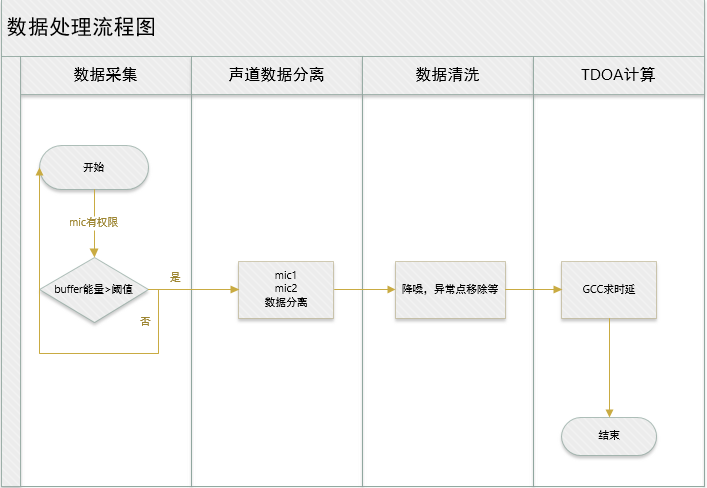 数据处理流程图
数据采集
声道数据分离
数据清洗
TDOA计算
开始
mic有权限
buffer能量>阈值
是
否
mic1
mic2
数据分离
降噪，异常点移除等
GCC求时延
结束